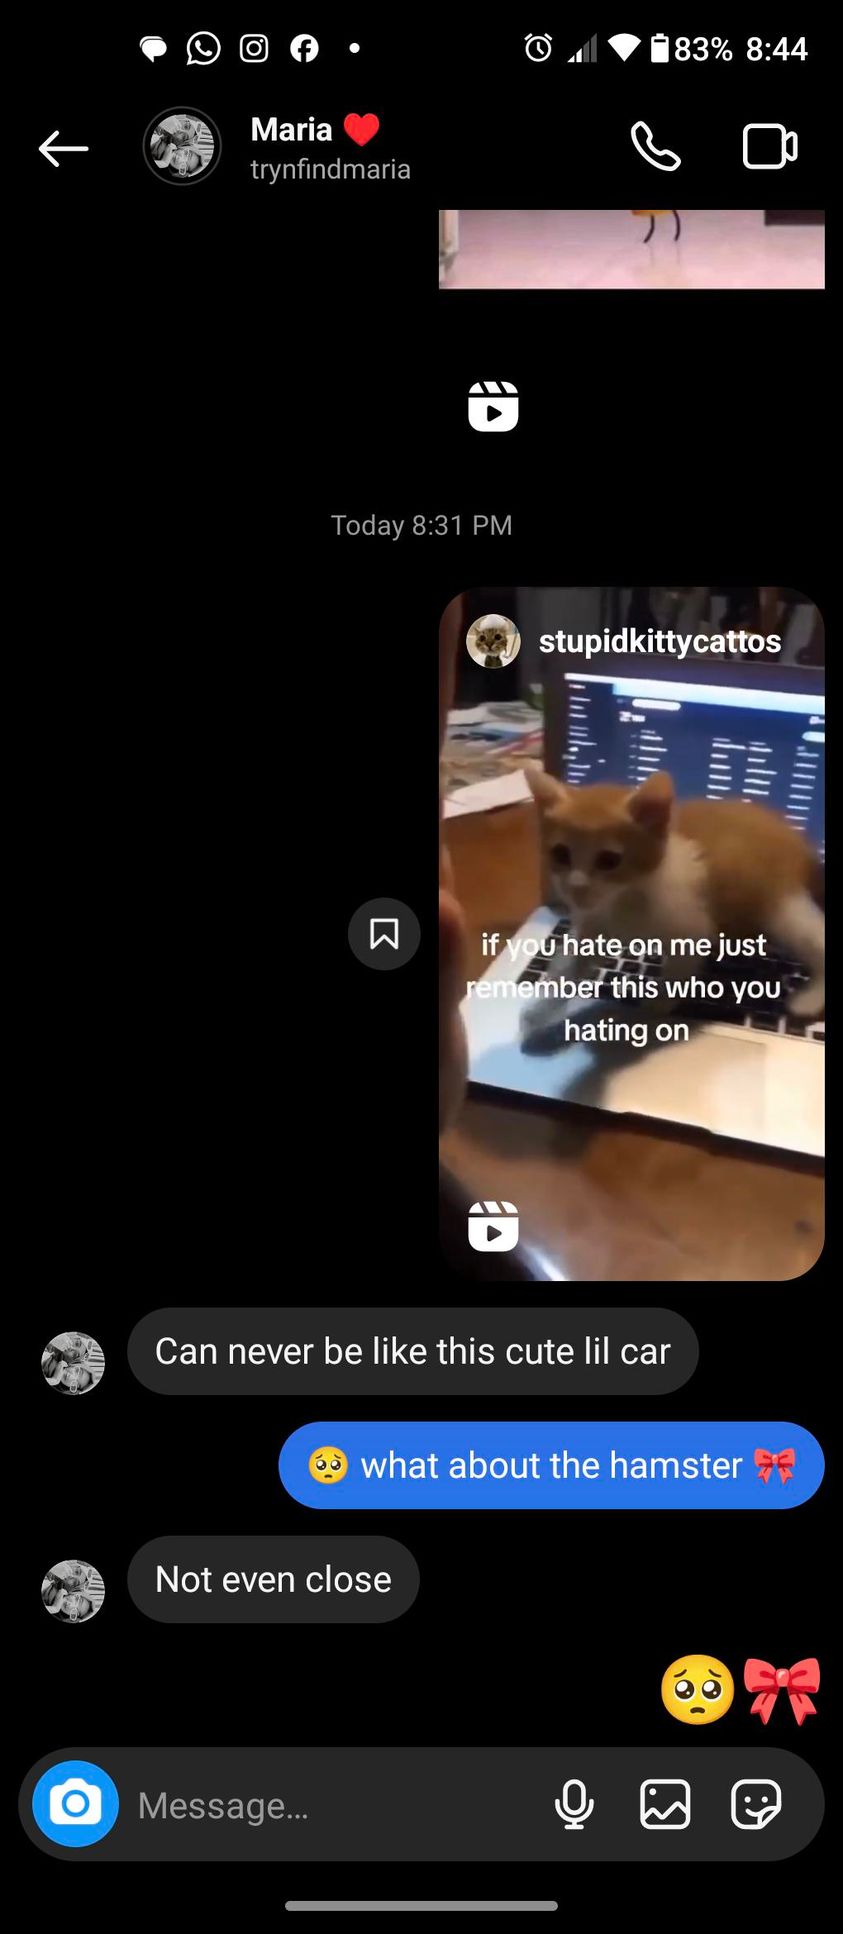 83% 8:44
Maria ❤️
trynfindmaria
Today 8:31 PM
stupidkittycattos
if you hate on me just
remember this who you
hating on
Can never be like this cute lil car
🥺 what about the hamster 🎀
Not even close
🥺🎀
Message...